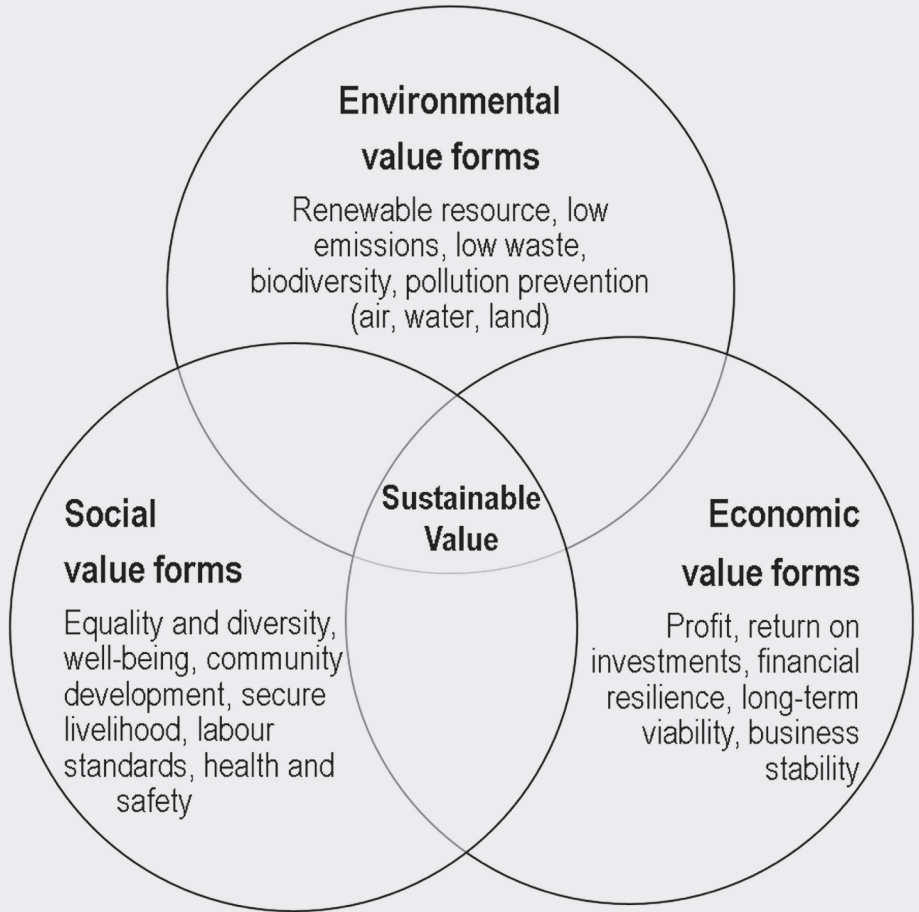 Environmental
value forms
Renewable resource, low
emissions, low waste,
biodiversity, pollution prevention
(air, water, land)
Sustainable
Value
Social
value forms
Equality and diversity,
well-being, community
development, secure
livelihood, labour
standards, health and
safety
Economic
value forms
Profit, return on
investments, financial
resilience, long-term
viability, business
stability